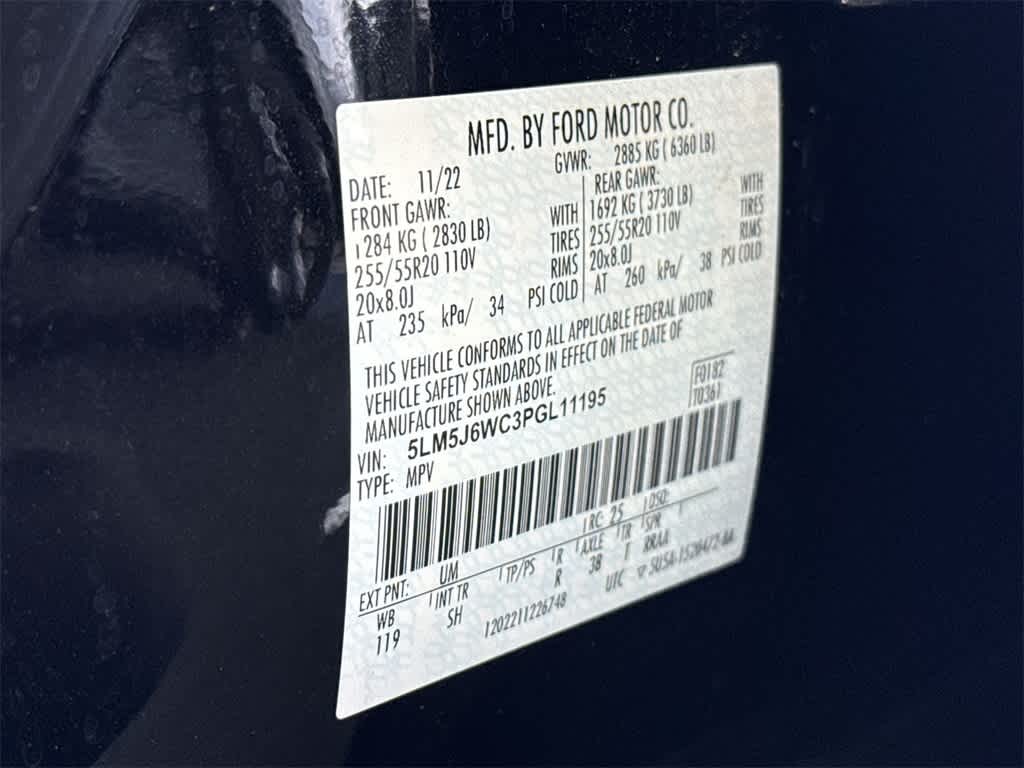 MFD. BY FORD MOTOR CO.
DATE: 11/22 GVWR: 2885 KG ( 6360 LB)
FRONT GAWR: REAR GAWR:
1284 KG ( 2830 LB) WITH 1692 KG ( 3730 LB) WITH
255/55R20 110V TIRES 255/55R20 110V TIRES
20x8.0J RIMS 20x8.0J RIMS
AT 235 kPa/ 34 PSI COLD AT 260 kPa/ 38 PSI COLD
THIS VEHICLE CONFORMS TO ALL APPLICABLE FEDERAL MOTOR
VEHICLE SAFETY STANDARDS IN EFFECT ON THE DATE OF
MANUFACTURE SHOWN ABOVE.
F0182
T0361
VIN: 5LM5J6WC3PGL11195
TYPE: MPV
EXT PNT: UM RC: 25 DSO:
WB INT TR TP/PS R AXLE TR SPR
119 SH R 38 T RRAA
1202211226748 UTC